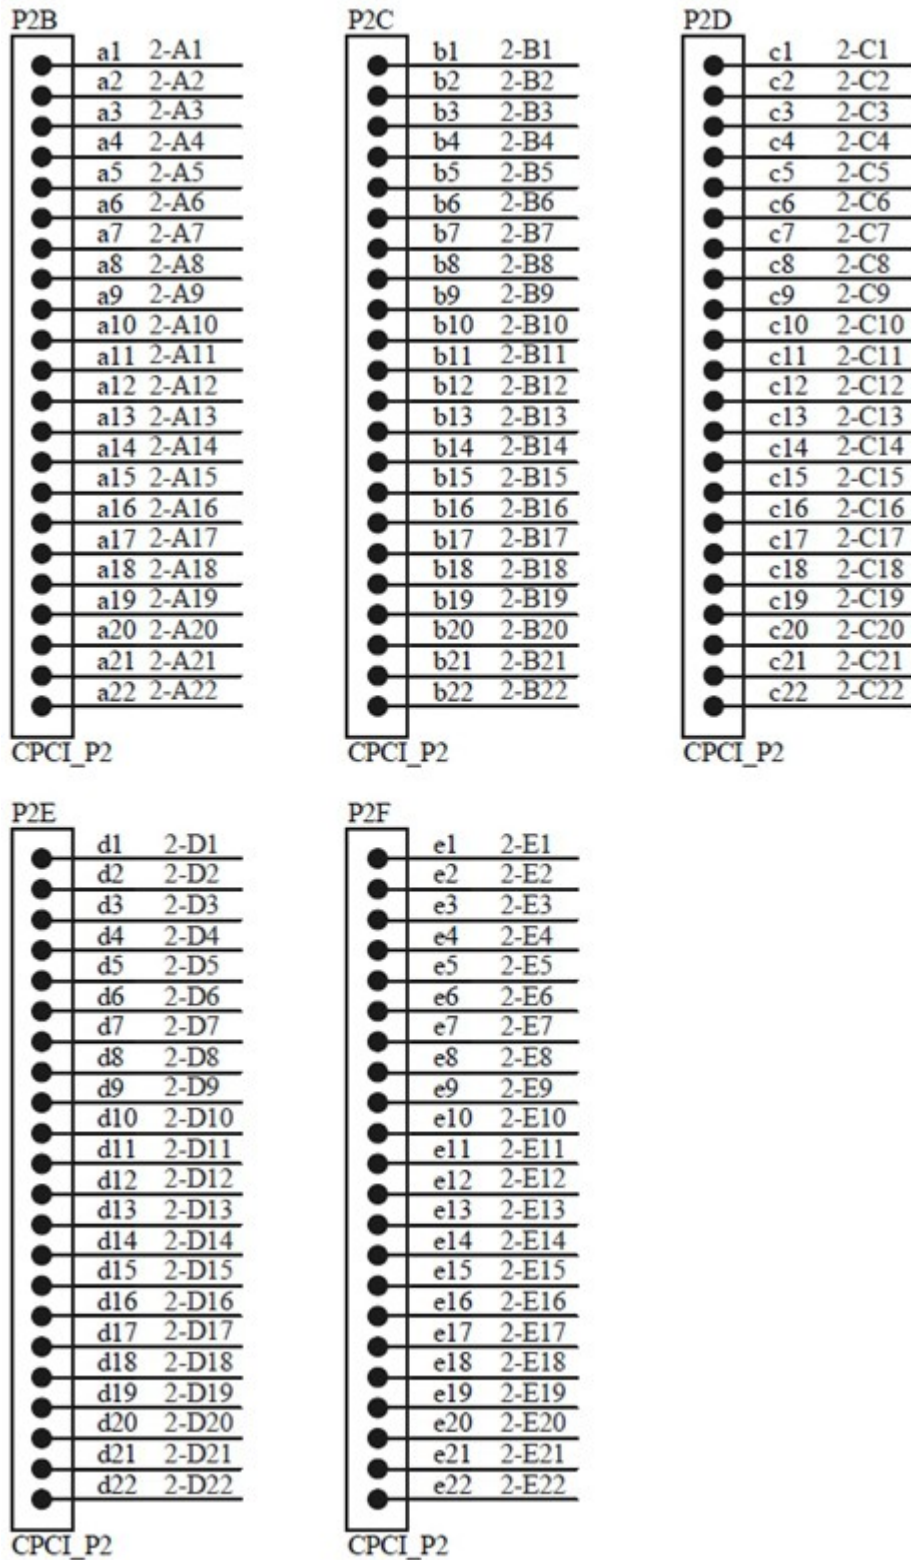 P2B P2C P2D
a1 2-A1 b1 2-B1 c1 2-C1
a2 2-A2 b2 2-B2 c2 2-C2
a3 2-A3 b3 2-B3 c3 2-C3
a4 2-A4 b4 2-B4 c4 2-C4
a5 2-A5 b5 2-B5 c5 2-C5
a6 2-A6 b6 2-B6 c6 2-C6
a7 2-A7 b7 2-B7 c7 2-C7
a8 2-A8 b8 2-B8 c8 2-C8
a9 2-A9 b9 2-B9 c9 2-C9
a10 2-A10 b10 2-B10 c10 2-C10
a11 2-A11 b11 2-B11 c11 2-C11
a12 2-A12 b12 2-B12 c12 2-C12
a13 2-A13 b13 2-B13 c13 2-C13
a14 2-A14 b14 2-B14 c14 2-C14
a15 2-A15 b15 2-B15 c15 2-C15
a16 2-A16 b16 2-B16 c16 2-C16
a17 2-A17 b17 2-B17 c17 2-C17
a18 2-A18 b18 2-B18 c18 2-C18
a19 2-A19 b19 2-B19 c19 2-C19
a20 2-A20 b20 2-B20 c20 2-C20
a21 2-A21 b21 2-B21 c21 2-C21
a22 2-A22 b22 2-B22 c22 2-C22
CPCI_P2 CPCI_P2 CPCI_P2
P2E P2F
d1 2-D1 e1 2-E1
d2 2-D2 e2 2-E2
d3 2-D3 e3 2-E3
d4 2-D4 e4 2-E4
d5 2-D5 e5 2-E5
d6 2-D6 e6 2-E6
d7 2-D7 e7 2-E7
d8 2-D8 e8 2-E8
d9 2-D9 e9 2-E9
d10 2-D10 e10 2-E10
d11 2-D11 e11 2-E11
d12 2-D12 e12 2-E12
d13 2-D13 e13 2-E13
d14 2-D14 e14 2-E14
d15 2-D15 e15 2-E15
d16 2-D16 e16 2-E16
d17 2-D17 e17 2-E17
d18 2-D18 e18 2-E18
d19 2-D19 e19 2-E19
d20 2-D20 e20 2-E20
d21 2-D21 e21 2-E21
d22 2-D22 e22 2-E22
CPCI_P2 CPCI_P2